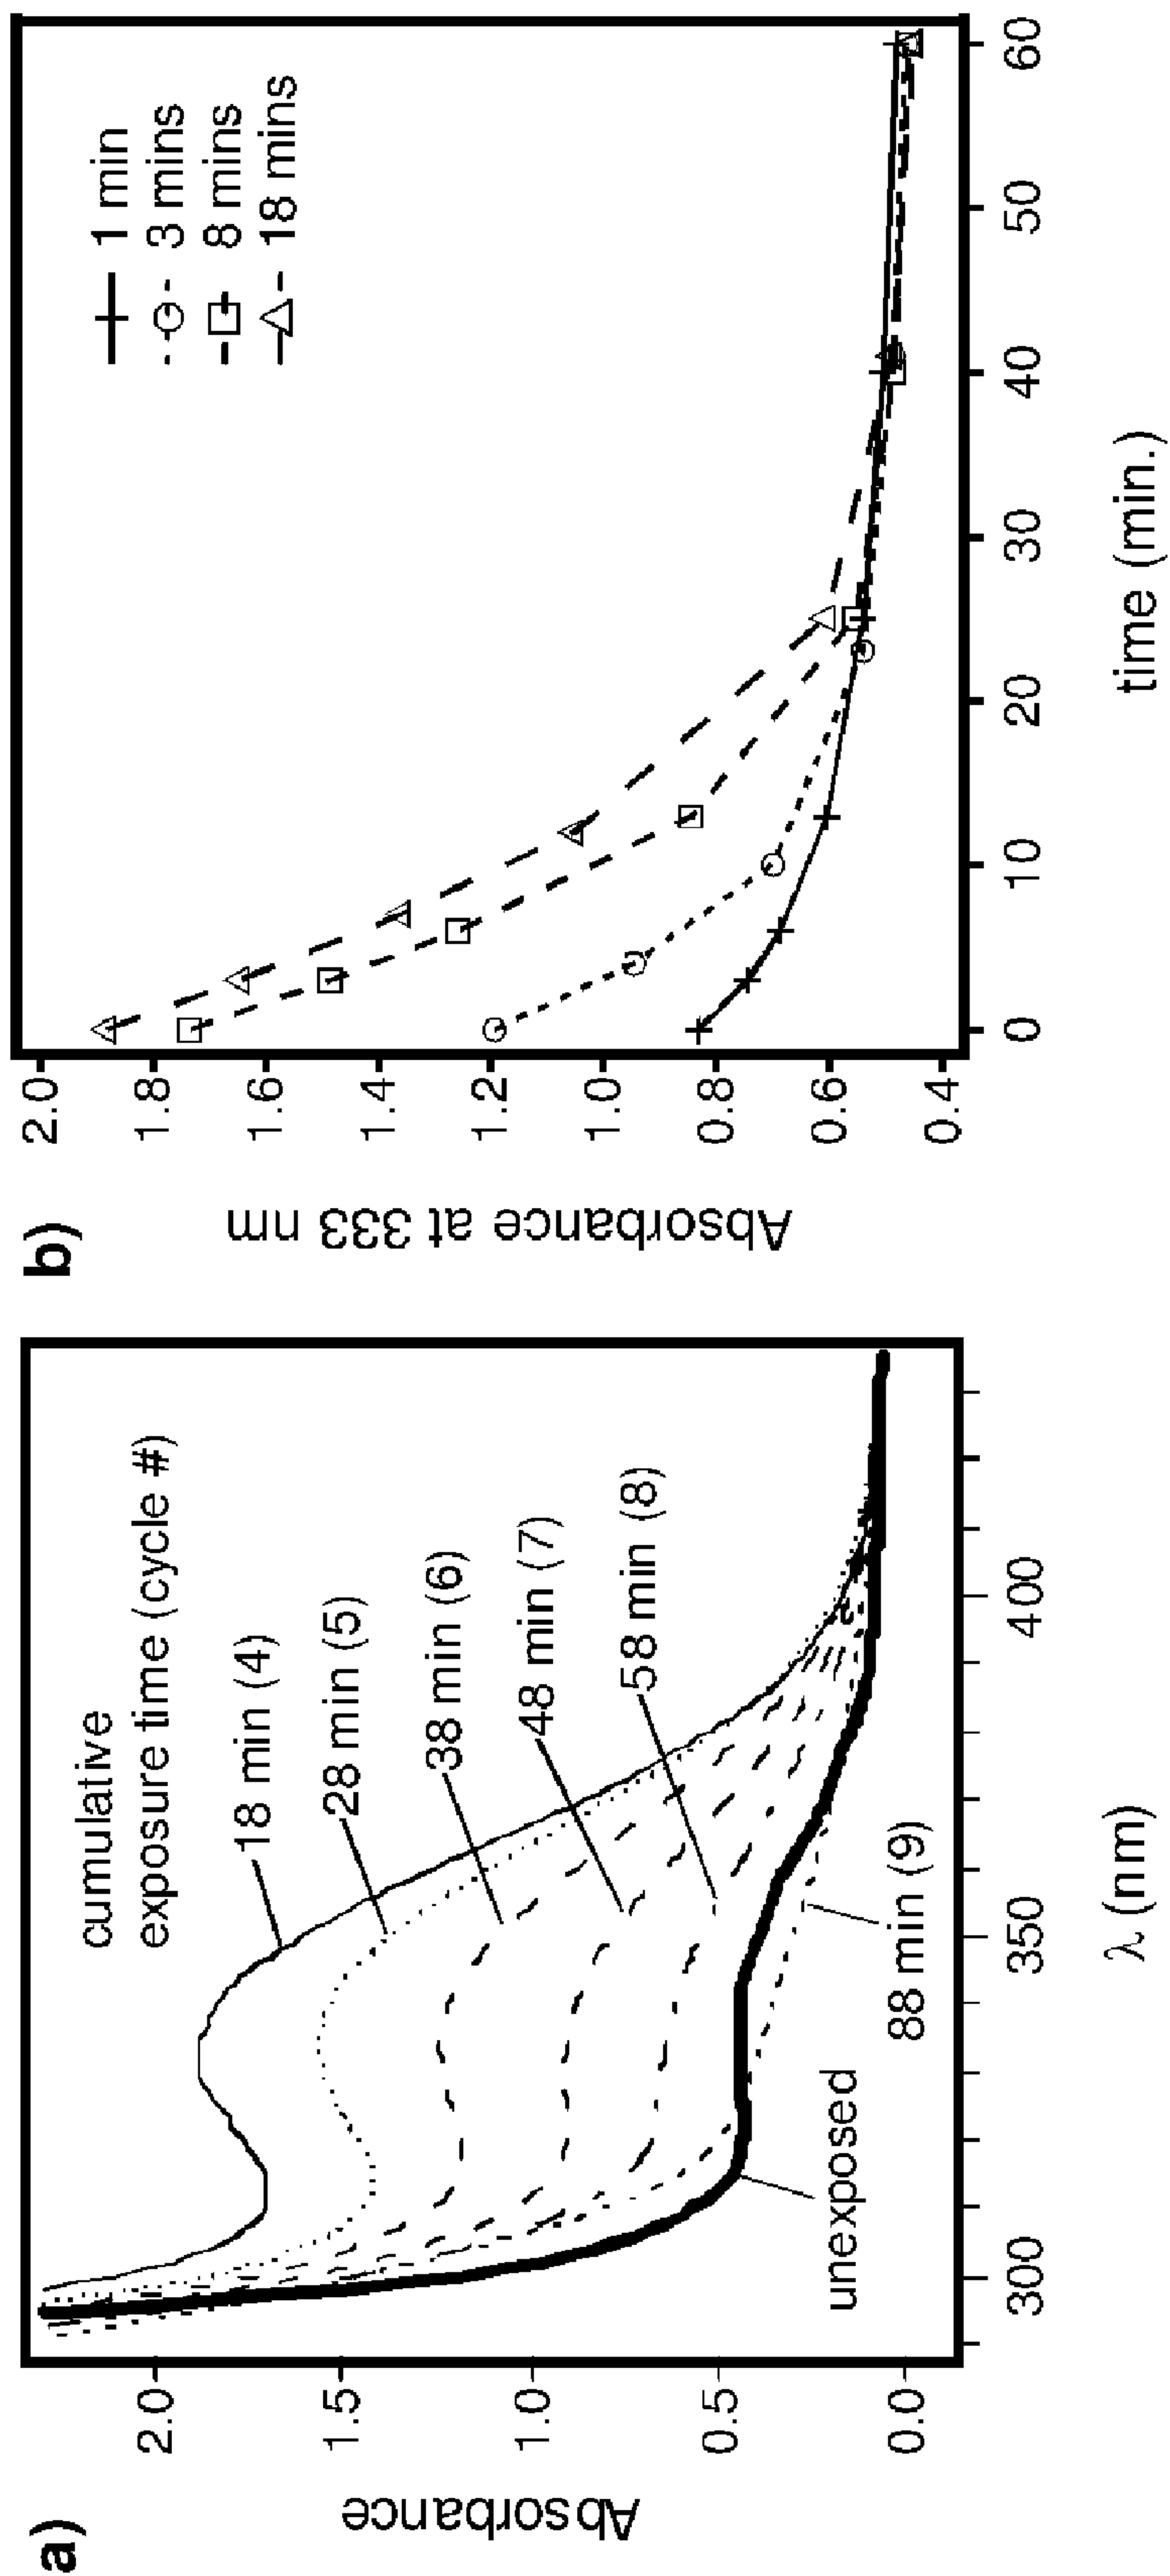 a)
Absorbance
2.0
1.5
1.0
0.5
0.0
cumulative
exposure time (cycle #)
18 min (4)
28 min (5)
38 min (6)
48 min (7)
58 min (8)
88 min (9)
unexposed
300
350
400
λ (nm)
b)
Absorbance at 333 nm
2.0
1.8
1.6
1.4
1.2
1.0
0.8
0.6
0.4
1 min
3 mins
8 mins
18 mins
0
10
20
30
40
50
60
time (min.)